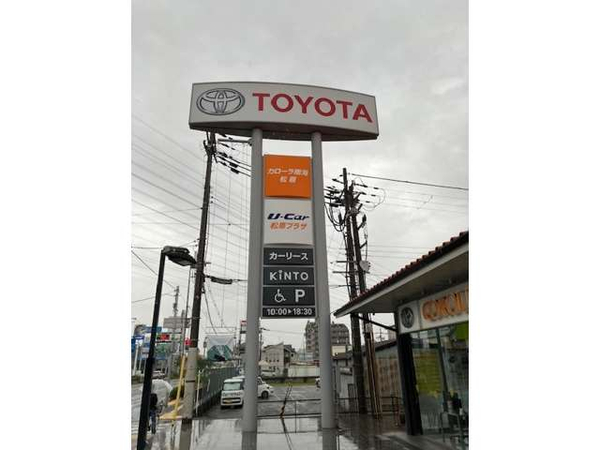 TOYOTA
カローラ南海
松原
U-Car
松原プラザ
カーリース
KINTO
P
10:00▶18:30